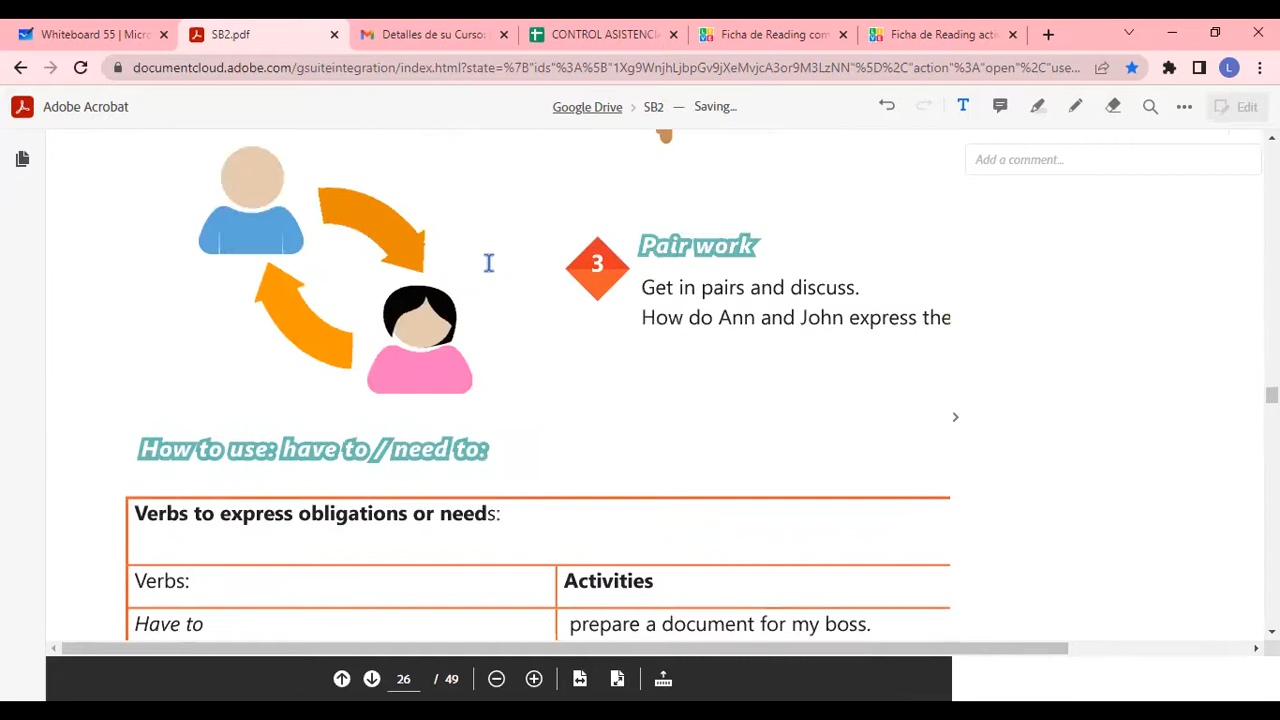 Whiteboard 55 | Micr
SB2.pdf
Detalles de su Curso:
CONTROL ASISTENCI
Ficha de Reading com
Ficha de Reading acti
documentcloud.adobe.com/gsuiteintegration/index.html?state=%7B"ids"%3A%5B"1Xg9WnjhLjbpGv9jXeMvjcA3or9M3LzNN"%5D%2C"action"%3A"open"%2C"use...
L
Adobe Acrobat
Google Drive — SB2 — Saving...
T
Edit
Add a comment...
3
Pair work
Get in pairs and discuss.
How do Ann and John express the
How to use: have to / need to:
Verbs to express obligations or needs:
Verbs:
Activities
Have to
prepare a document for my boss.
26 / 49